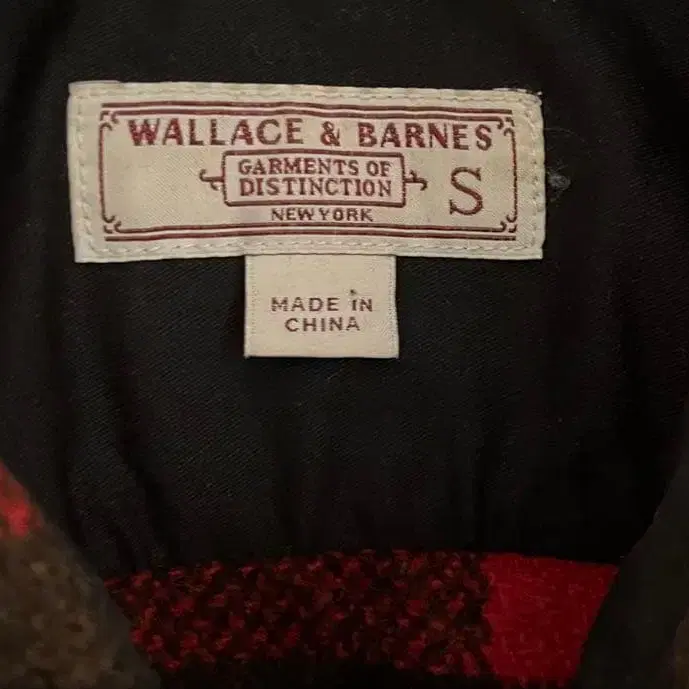 WALLACE & BARNES
GARMENTS OF
DISTINCTION
NEW YORK
S
MADE IN
CHINA